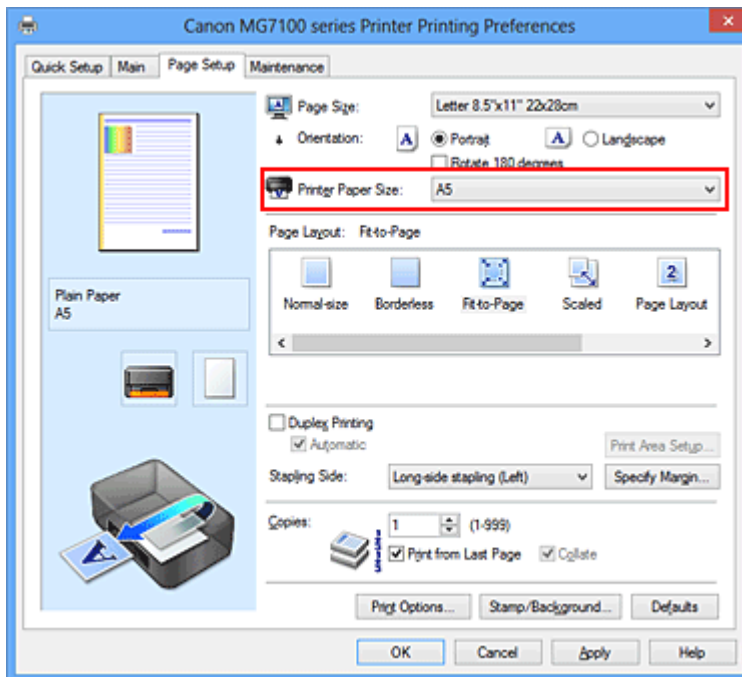 Canon MG7100 series Printer Printing Preferences
Quick Setup Main Page Setup Maintenance
Page Size: Letter 8.5"x11" 22x28cm
Orientation: A Portrait A Landscape
Rotate 180 degrees
Printer Paper Size: A5
Page Layout: Fit-to-Page
Normal-size Borderless Fit-to-Page Scaled Page Layout
Plain Paper
A5
Duplex Printing
Automatic
Print Area Setup...
Stapling Side: Long-side stapling (Left) Specify Margin...
Copies: 1 (1-999)
Print from Last Page Collate
Print Options... Stamp/Background... Defaults
OK Cancel Apply Help